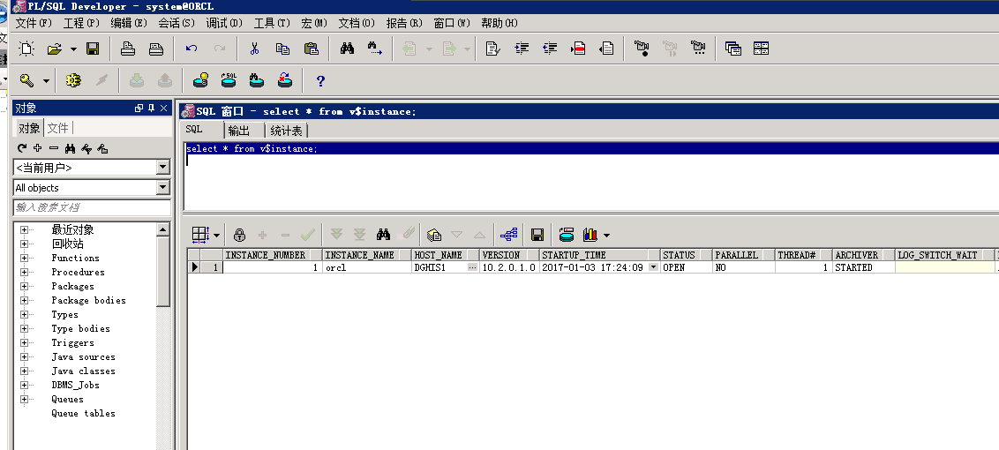 PL/SQL Developer - system@ORCL
文件(F) 工程(P) 编辑(E) 会话(S) 调试(D) 工具(T) 宏(M) 文档(O) 报告(R) 窗口(W) 帮助(H)
对象
对象 文件
<当前用户>
All objects
输入搜索文档
最近对象
回收站
Functions
Procedures
Packages
Package bodies
Types
Type bodies
Triggers
Java sources
Java classes
DBMS_Jobs
Queues
Queue tables
SQL 窗口 - select * from v$instance;
SQL 输出 统计表
select * from v$instance;
INSTANCE_NUMBER INSTANCE_NAME HOST_NAME VERSION STARTUP_TIME STATUS PARALLEL THREAD# ARCHIVER LOG_SWITCH_WAIT
1 1 orcl DGHIS1 ... 10.2.0.1.0 2017-01-03 17:24:09 OPEN NO 1 STARTED